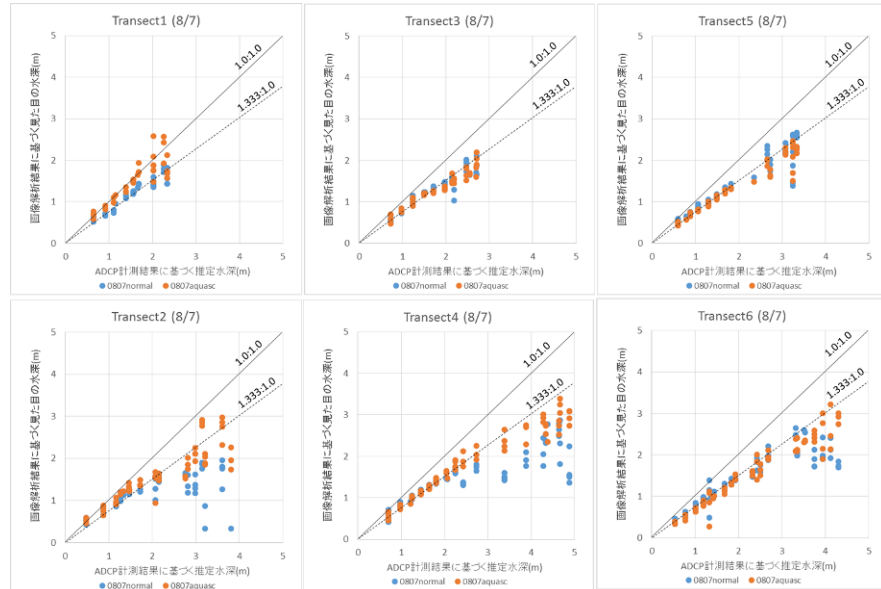 Transect1 (8/7)
画像解析結果に基づく見た目の水深(m)
5
4
3
2
1
0
1.0:1.0
1.333:1.0
0 1 2 3 4 5
ADCP計測結果に基づく推定水深(m)
0807normal 0807aquasc
Transect3 (8/7)
画像解析結果に基づく見た目の水深(m)
5
4
3
2
1
0
1.0:1.0
1.333:1.0
0 1 2 3 4 5
ADCP計測結果に基づく推定水深(m)
0807normal 0807aquasc
Transect5 (8/7)
画像解析結果に基づく見た目の水深(m)
5
4
3
2
1
0
1.0:1.0
1.333:1.0
0 1 2 3 4 5
ADCP計測結果に基づく推定水深(m)
0807normal 0807aquasc
Transect2 (8/7)
画像解析結果に基づく見た目の水深(m)
5
4
3
2
1
0
1.0:1.0
1.333:1.0
0 1 2 3 4 5
ADCP計測結果に基づく推定水深(m)
0807normal 0807aquasc
Transect4 (8/7)
画像解析結果に基づく見た目の水深(m)
5
4
3
2
1
0
1.0:1.0
1.333:1.0
0 1 2 3 4 5
ADCP計測結果に基づく推定水深(m)
0807normal 0807aquasc
Transect6 (8/7)
画像解析結果に基づく見た目の水深(m)
5
4
3
2
1
0
1.0:1.0
1.333:1.0
0 1 2 3 4 5
ADCP計測結果に基づく推定水深(m)
0807normal 0807aquasc